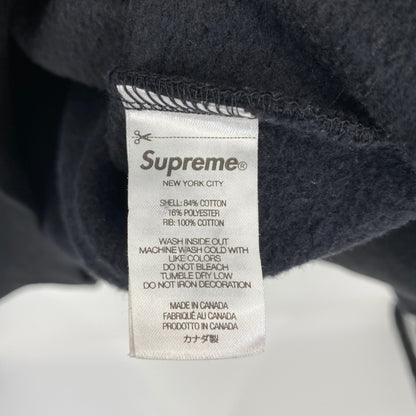 Supreme®
NEW YORK CITY
SHELL: 84% COTTON
16% POLYESTER
RIB: 100% COTTON
WASH INSIDE OUT
MACHINE WASH COLD WITH
LIKE COLORS
DO NOT BLEACH
TUMBLE DRY LOW
DO NOT IRON DECORATION
MADE IN CANADA
FABRIQUÉ AU CANADA
PRODOTTO IN CANADA
カナダ製